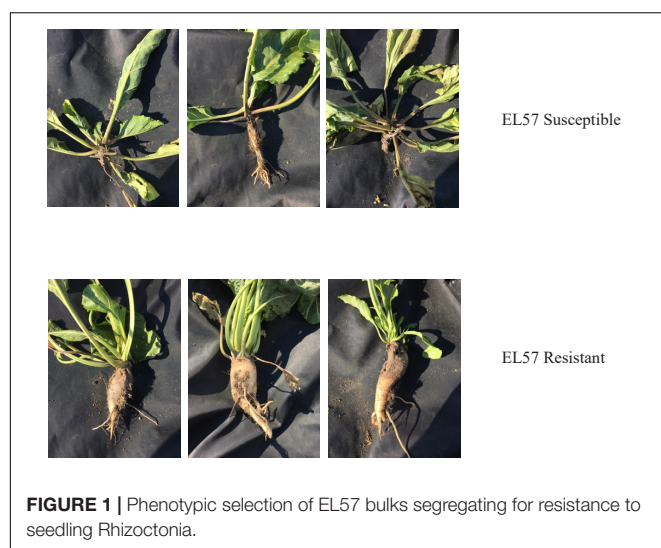 EL57 Susceptible
EL57 Resistant
FIGURE 1 | Phenotypic selection of EL57 bulks segregating for resistance to
seedling Rhizoctonia.